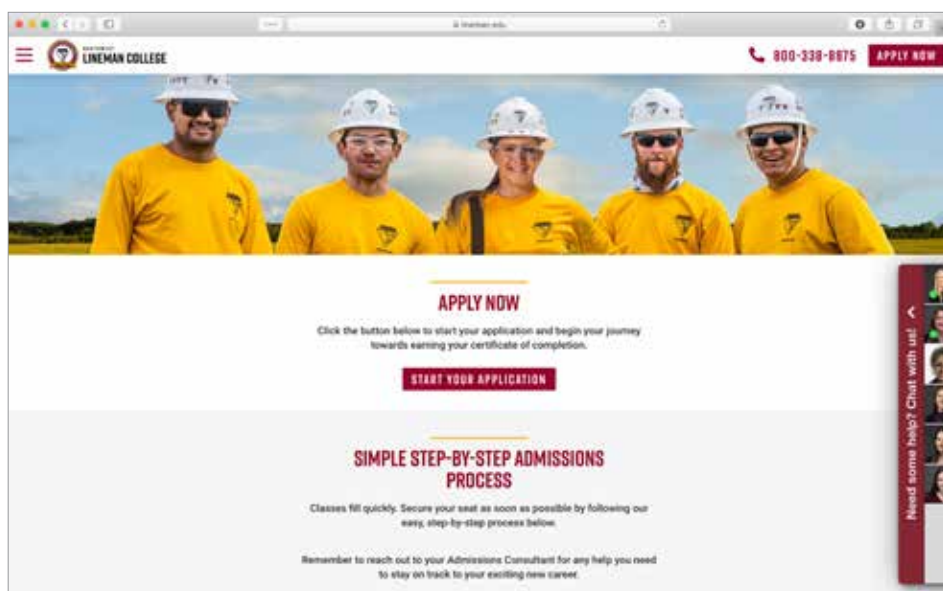 lineman.edu
NORTHWEST
LINEMAN COLLEGE
800-338-8675
APPLY NOW
APPLY NOW
Click the button below to start your application and begin your journey
towards earning your certificate of completion.
START YOUR APPLICATION
SIMPLE STEP-BY-STEP ADMISSIONS
PROCESS
Classes fill quickly. Secure your seat as soon as possible by following our
easy, step-by-step process below.
Remember to reach out to your Admissions Consultant for any help you need
to stay on track to your exciting new career.
Need some help? Chat with us!